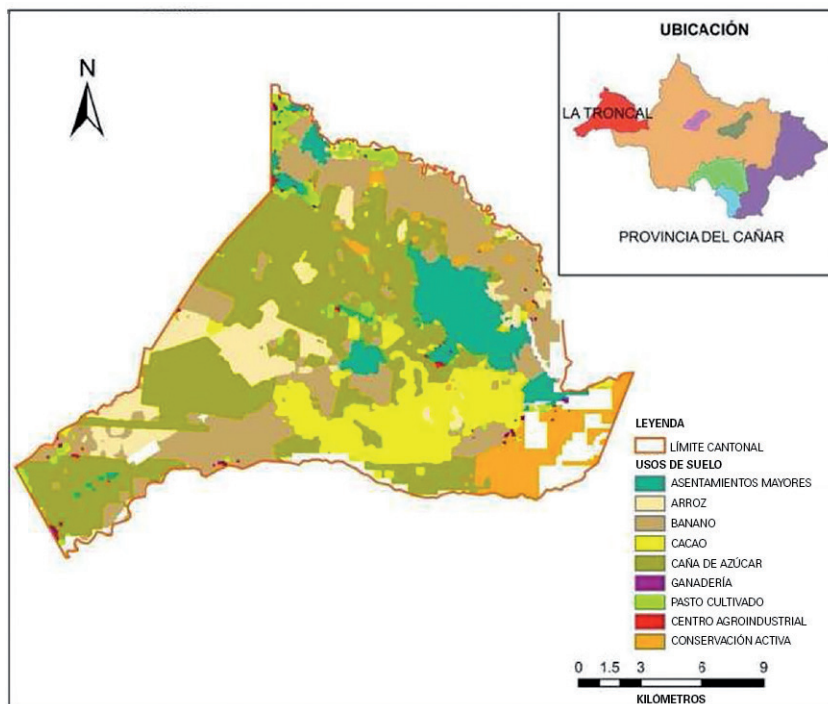 N
UBICACIÓN
LA TRONCAL
PROVINCIA DEL CAÑAR
LEYENDA
LÍMITE CANTONAL
USOS DE SUELO
ASENTAMIENTOS MAYORES
ARROZ
BANANO
CACAO
CAÑA DE AZÚCAR
GANADERÍA
PASTO CULTIVADO
CENTRO AGROINDUSTRIAL
CONSERVACIÓN ACTIVA
0 1.5 3 6 9
KILÓMETROS